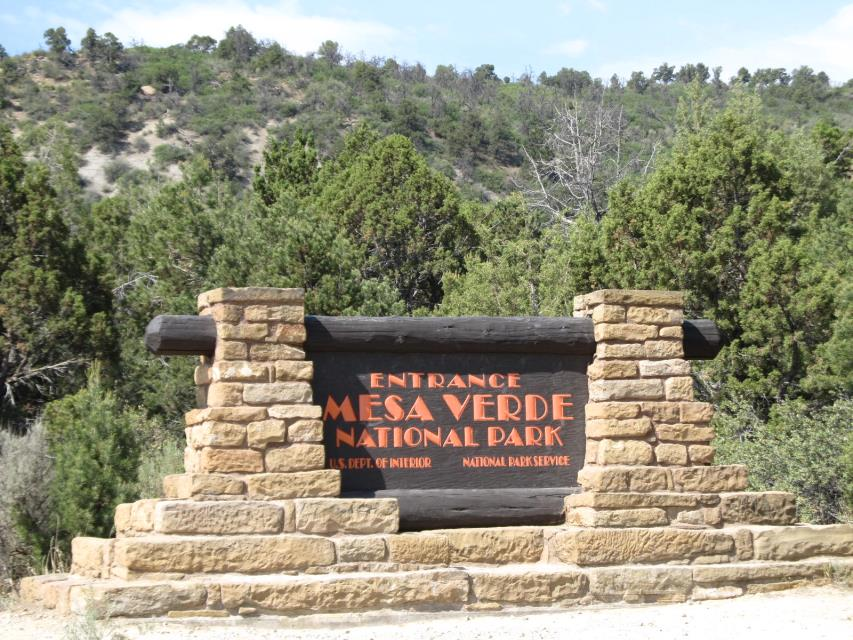 ENTRANCE
MESA VERDE
NATIONAL PARK
U.S. DEPT. OF INTERIOR NATIONAL PARK SERVICE